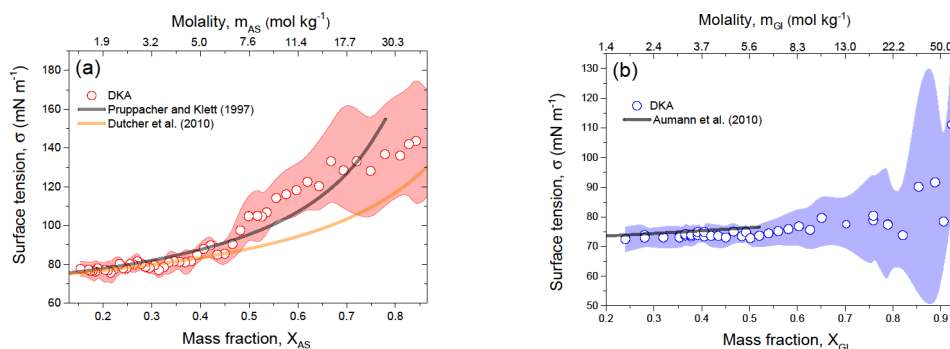 Molality, m_AS (mol kg⁻¹)
1.9 3.2 5.0 7.6 11.4 17.7 30.3
(a)
DKA
Pruppacher and Klett (1997)
Dutcher et al. (2010)
Surface tension, σ (mN m⁻¹)
180
160
140
120
100
80
60
0.2 0.3 0.4 0.5 0.6 0.7 0.8
Mass fraction, X_AS
Molality, m_GI (mol kg⁻¹)
1.4 2.4 3.7 5.6 8.3 13.0 22.2 50.0
(b)
DKA
Aumann et al. (2010)
Surface tension, σ (mN m⁻¹)
130
120
110
100
90
80
70
60
50
0.2 0.3 0.4 0.5 0.6 0.7 0.8 0.9
Mass fraction, X_GI